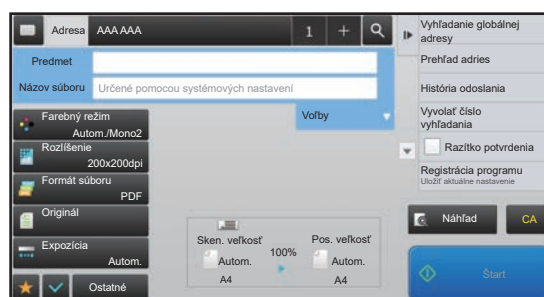 Adresa AAA AAA 1 +
Predmet
Názov súboru Určené pomocou systémových nastavení
Voľby
Farebný režim
Autom./Mono2
Rozlíšenie
200x200dpi
Formát súboru
PDF
Originál
Expozícia
Autom.
Ostatné
Sken. veľkosť
Autom.
A4
100%
Pos. veľkosť
Autom.
A4
Vyhľadanie globálnej
adresy
Prehľad adries
História odoslania
Vyvolať číslo
vyhľadania
Razítko potvrdenia
Registrácia programu
Uložiť aktuálne nastavenie
Náhľad
CA
Štart